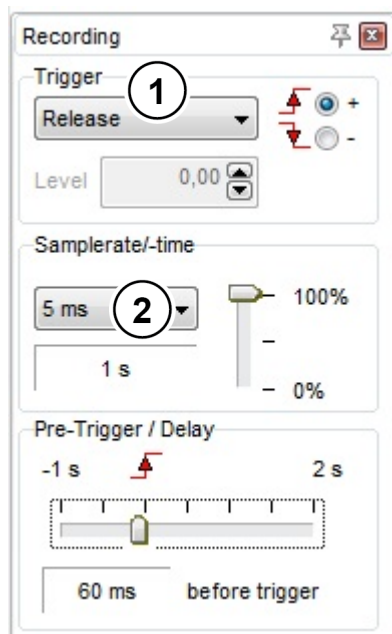 Recording
Trigger
1
Release
+
-
Level
0,00
Samplerate/-time
5 ms
2
100%
1 s
0%
Pre-Trigger / Delay
-1 s
2 s
60 ms
before trigger